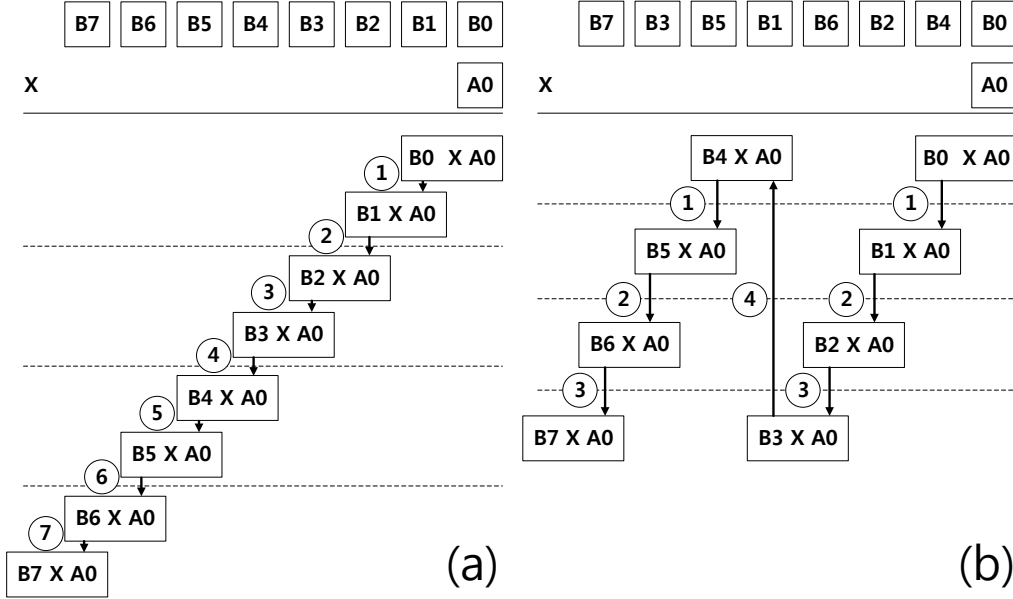 B7 B6 B5 B4 B3 B2 B1 B0
X A0
B0 X A0
1
B1 X A0
2
B2 X A0
3
B3 X A0
4
B4 X A0
5
B5 X A0
6
B6 X A0
7
B7 X A0
(a)
B7 B3 B5 B1 B6 B2 B4 B0
X A0
B4 X A0 B0 X A0
1 1
B5 X A0 B1 X A0
2 4 2
B6 X A0 B2 X A0
3 3
B7 X A0 B3 X A0
(b)